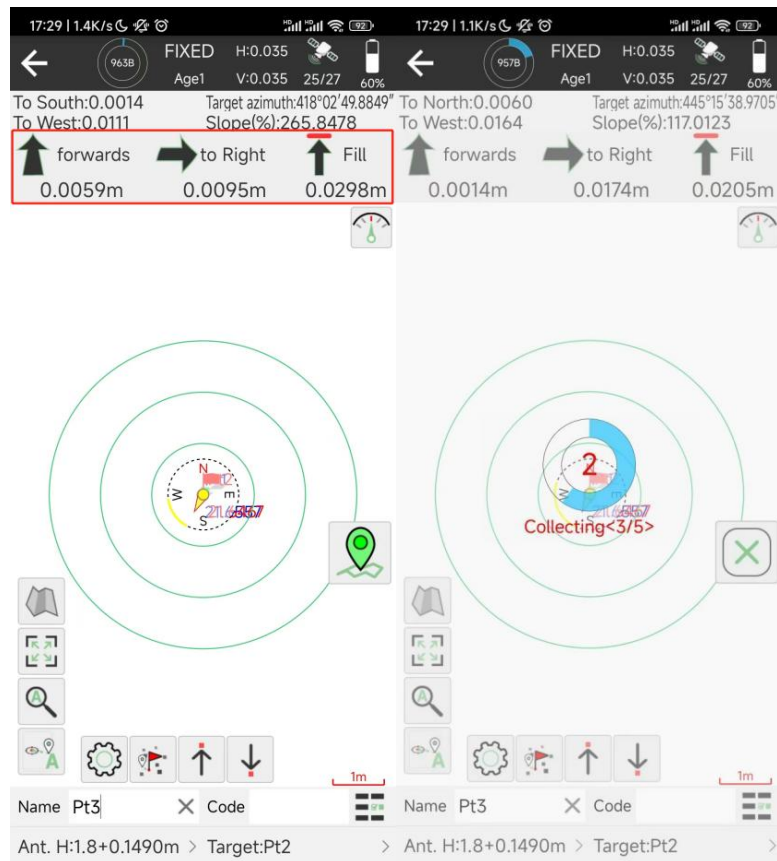 17:29 | 1.4K/s HD HD 92
963B FIXED H:0.035
Age1 V:0.035 25/27 60%
To South:0.0014 Target azimuth:418°02′49.8849″
To West:0.0111 Slope(%):265.8478
forwards to Right Fill
0.0059m 0.0095m 0.0298m
N
W E
S
1m
Name Pt3 Code
Ant. H:1.8+0.1490m > Target:Pt2 >
17:29 | 1.1K/s HD HD 92
957B FIXED H:0.035
Age1 V:0.035 25/27 60%
To North:0.0060 Target azimuth:445°15′38.9705″
To West:0.0164 Slope(%):117.0123
forwards to Right Fill
0.0014m 0.0174m 0.0205m
2
W E
S
Collecting<3/5>
1m
Name Pt3 Code
Ant. H:1.8+0.1490m > Target:Pt2 >